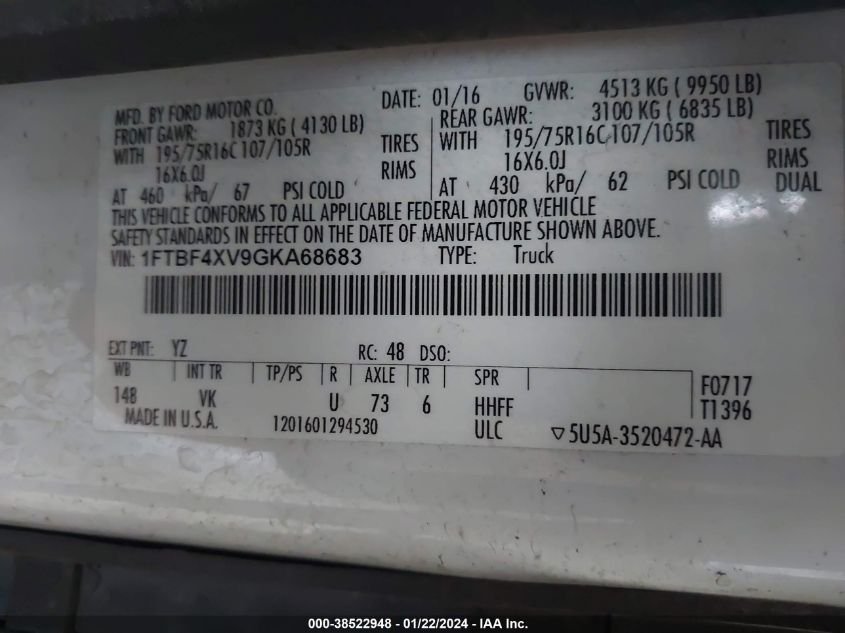 MFD. BY FORD MOTOR CO.
DATE: 01/16 GVWR: 4513 KG ( 9950 LB)
FRONT GAWR: 1873 KG ( 4130 LB)
REAR GAWR: 3100 KG ( 6835 LB)
WITH 195/75R16C 107/105R TIRES
WITH 195/75R16C 107/105R TIRES
16X6.0J RIMS
16X6.0J RIMS
AT 460 kPa/ 67 PSI COLD
AT 430 kPa/ 62 PSI COLD DUAL
THIS VEHICLE CONFORMS TO ALL APPLICABLE FEDERAL MOTOR VEHICLE
SAFETY STANDARDS IN EFFECT ON THE DATE OF MANUFACTURE SHOWN ABOVE.
VIN: 1FTBF4XV9GKA68683 TYPE: Truck
EXT PNT: YZ RC: 48 DSO:
WB INT TR TP/PS R AXLE TR SPR F0717
148 VK U 73 6 HHFF T1396
MADE IN U.S.A. 1201601294530 ULC ▽5U5A-3520472-AA
000-38522948 - 01/22/2024 - IAA Inc.